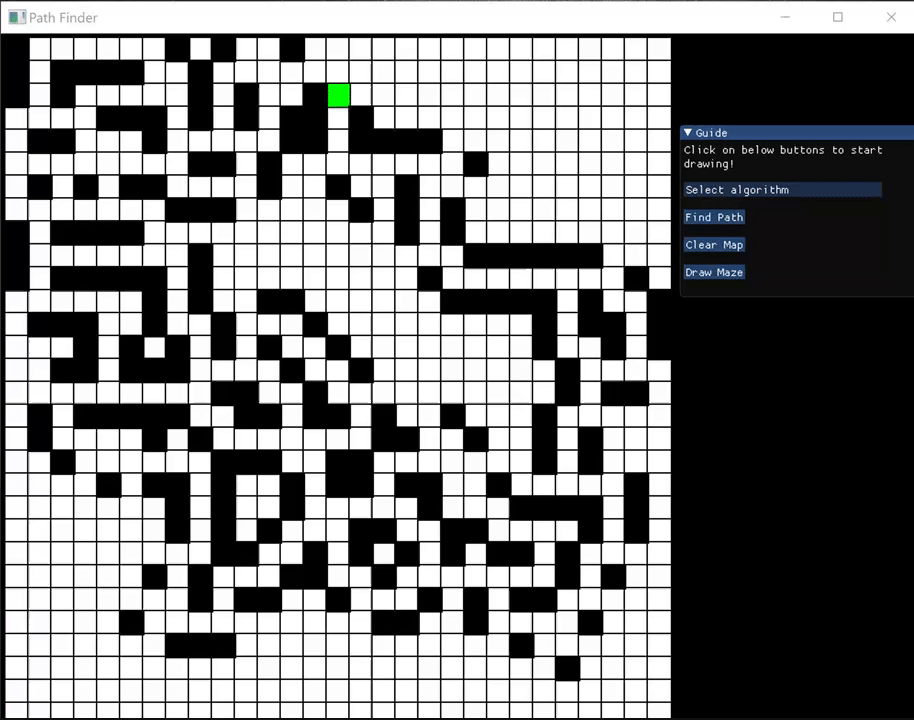 Path Finder
Guide
Click on below buttons to start
drawing!
Select algorithm
Find Path
Clear Map
Draw Maze